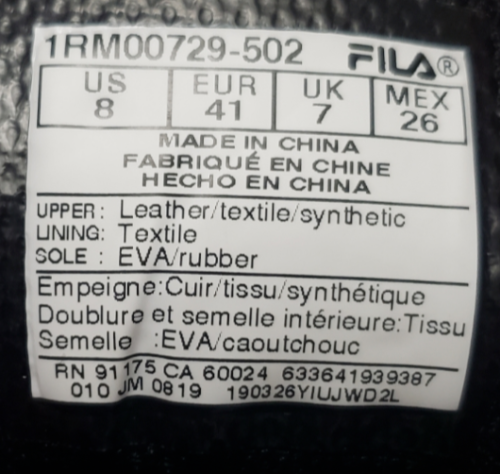 1RM00729-502 FILA®
US EUR UK MEX
8 41 7 26
MADE IN CHINA
FABRIQUÉ EN CHINE
HECHO EN CHINA
UPPER: Leather/textile/synthetic
LINING: Textile
SOLE : EVA/rubber
Empeigne:Cuir/tissu/synthétique
Doublure et semelle intérieure:Tissu
Semelle :EVA/caoutchouc
RN 91175 CA 60024 633641939387
010 JM 0819 190326YIUJWD2L